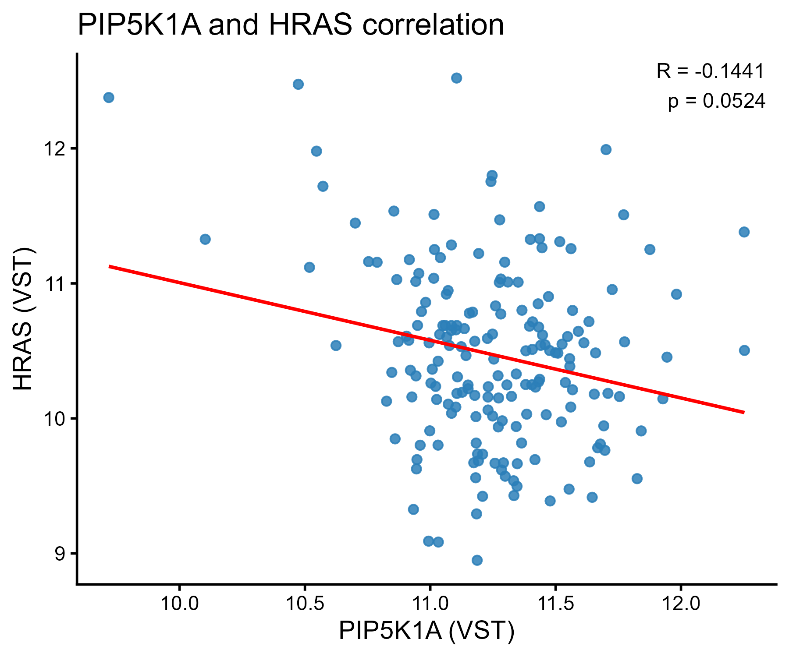 PIP5K1A and HRAS correlation
R = -0.1441
p = 0.0524
HRAS (VST)
12
11
10
9
10.0 10.5 11.0 11.5 12.0
PIP5K1A (VST)